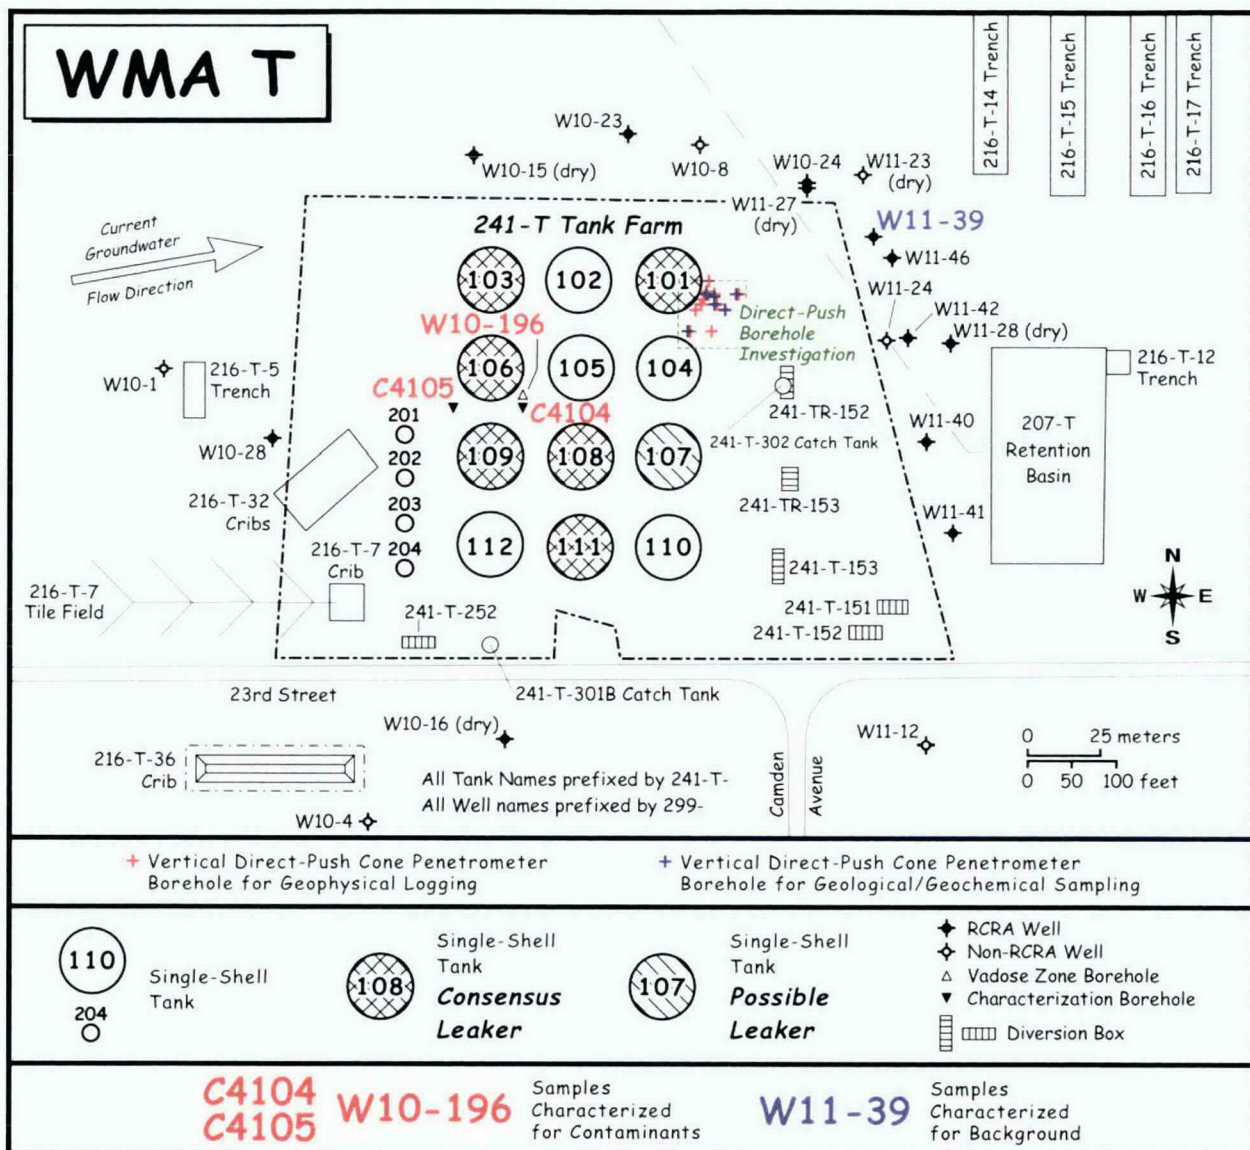 WMA T
216-T-14 Trench
216-T-15 Trench
216-T-16 Trench
216-T-17 Trench
W10-23
W10-15 (dry)
W10-8
W10-24
W11-23
(dry)
W11-27
(dry)
W11-39
W11-46
W11-24
W11-42
W11-28 (dry)
Current
Groundwater
Flow Direction
241-T Tank Farm
103
102
101
W10-196
Direct-Push
Borehole
Investigation
106
105
104
C4105
C4104
W10-1
216-T-5
Trench
216-T-12
Trench
241-TR-152
241-T-302 Catch Tank
W11-40
207-T
Retention
Basin
W10-28
201
202
203
204
109
108
107
216-T-32
Cribs
241-TR-153
W11-41
216-T-7
Crib
112
111
110
216-T-7
Tile Field
241-T-153
241-T-151
241-T-152
241-T-252
N
W
E
S
23rd Street
241-T-301B Catch Tank
W10-16 (dry)
W11-12
216-T-36
Crib
All Tank Names prefixed by 241-T-
All Well names prefixed by 299-
Camden
Avenue
0 25 meters
0 50 100 feet
W10-4
+ Vertical Direct-Push Cone Penetrometer
Borehole for Geophysical Logging
+ Vertical Direct-Push Cone Penetrometer
Borehole for Geological/Geochemical Sampling
110
204
Single-Shell
Tank
108
Single-Shell
Tank
Consensus
Leaker
107
Single-Shell
Tank
Possible
Leaker
RCRA Well
Non-RCRA Well
Vadose Zone Borehole
Characterization Borehole
Diversion Box
C4104
C4105
W10-196
Samples
Characterized
for Contaminants
W11-39
Samples
Characterized
for Background